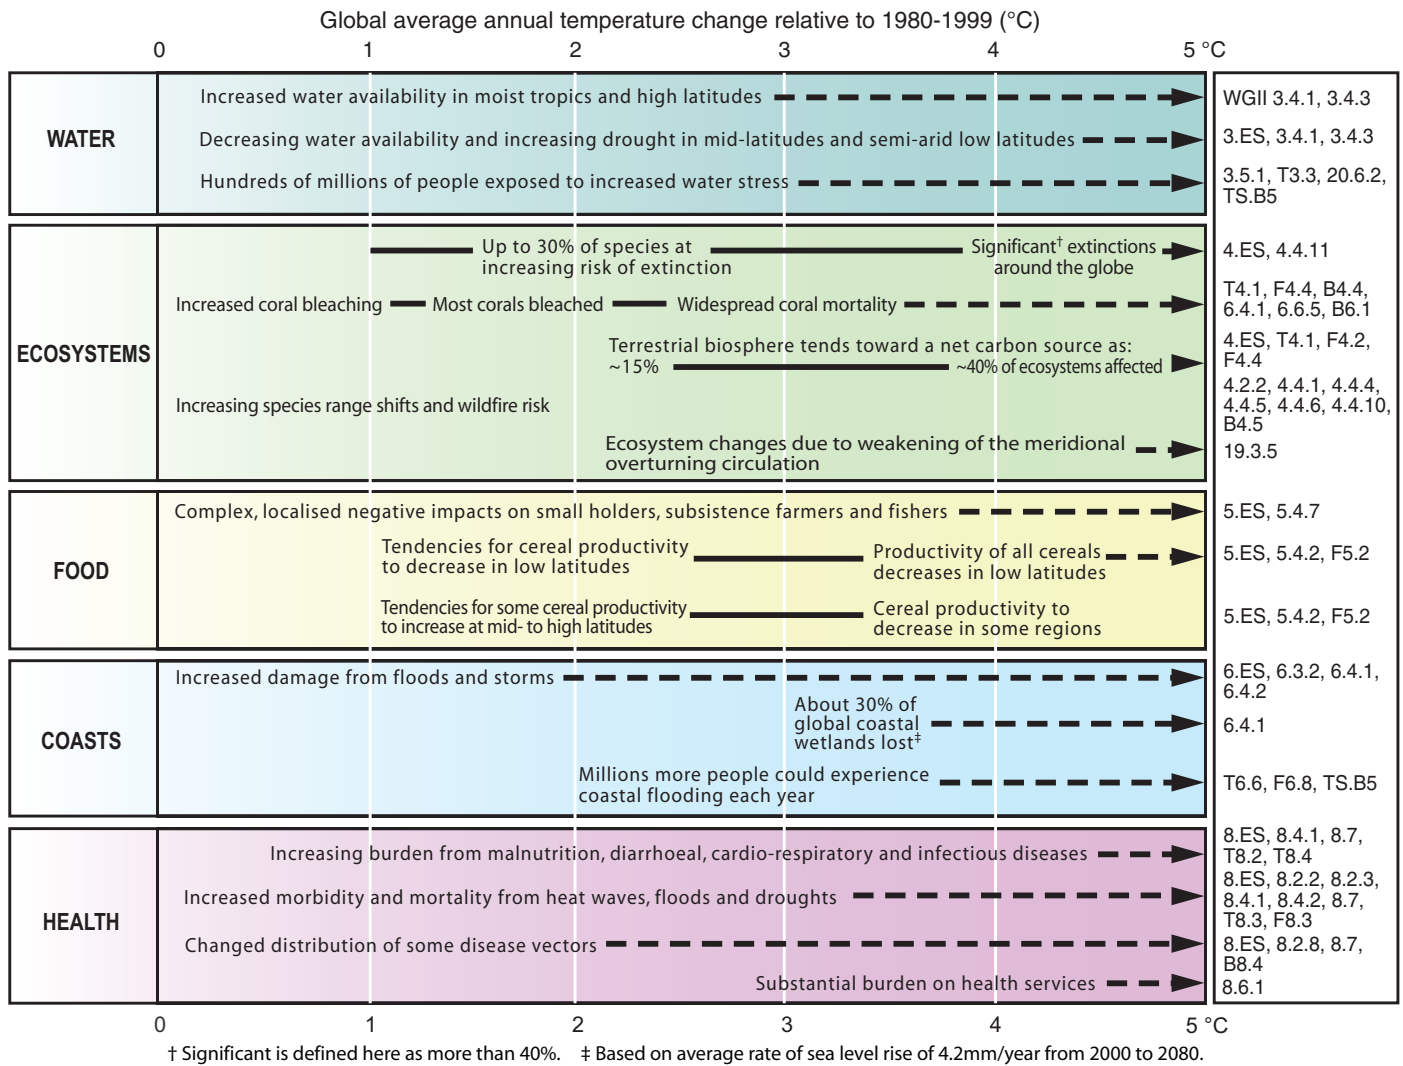 Global average annual temperature change relative to 1980-1999 (°C)
0 1 2 3 4 5 °C
WATER
Increased water availability in moist tropics and high latitudes
WGII 3.4.1, 3.4.3
Decreasing water availability and increasing drought in mid-latitudes and semi-arid low latitudes
3.ES, 3.4.1, 3.4.3
Hundreds of millions of people exposed to increased water stress
3.5.1, T3.3, 20.6.2,
TS.B5
ECOSYSTEMS
Up to 30% of species at
increasing risk of extinction
Significant† extinctions
around the globe
4.ES, 4.4.11
Increased coral bleaching
Most corals bleached
Widespread coral mortality
T4.1, F4.4, B4.4,
6.4.1, 6.6.5, B6.1
Terrestrial biosphere tends toward a net carbon source as:
~15%
~40% of ecosystems affected
4.ES, T4.1, F4.2,
F4.4
Increasing species range shifts and wildfire risk
4.2.2, 4.4.1, 4.4.4,
4.4.5, 4.4.6, 4.4.10,
B4.5
Ecosystem changes due to weakening of the meridional
overturning circulation
19.3.5
FOOD
Complex, localised negative impacts on small holders, subsistence farmers and fishers
5.ES, 5.4.7
Tendencies for cereal productivity
to decrease in low latitudes
Productivity of all cereals
decreases in low latitudes
5.ES, 5.4.2, F5.2
Tendencies for some cereal productivity
to increase at mid- to high latitudes
Cereal productivity to
decrease in some regions
5.ES, 5.4.2, F5.2
COASTS
Increased damage from floods and storms
6.ES, 6.3.2, 6.4.1,
6.4.2
About 30% of
global coastal
wetlands lost‡
6.4.1
Millions more people could experience
coastal flooding each year
T6.6, F6.8, TS.B5
HEALTH
Increasing burden from malnutrition, diarrhoeal, cardio-respiratory and infectious diseases
8.ES, 8.4.1, 8.7,
T8.2, T8.4
Increased morbidity and mortality from heat waves, floods and droughts
8.ES, 8.2.2, 8.2.3,
8.4.1, 8.4.2, 8.7,
T8.3, F8.3
Changed distribution of some disease vectors
8.ES, 8.2.8, 8.7,
B8.4
Substantial burden on health services
8.6.1
0 1 2 3 4 5 °C
† Significant is defined here as more than 40%. ‡ Based on average rate of sea level rise of 4.2mm/year from 2000 to 2080.